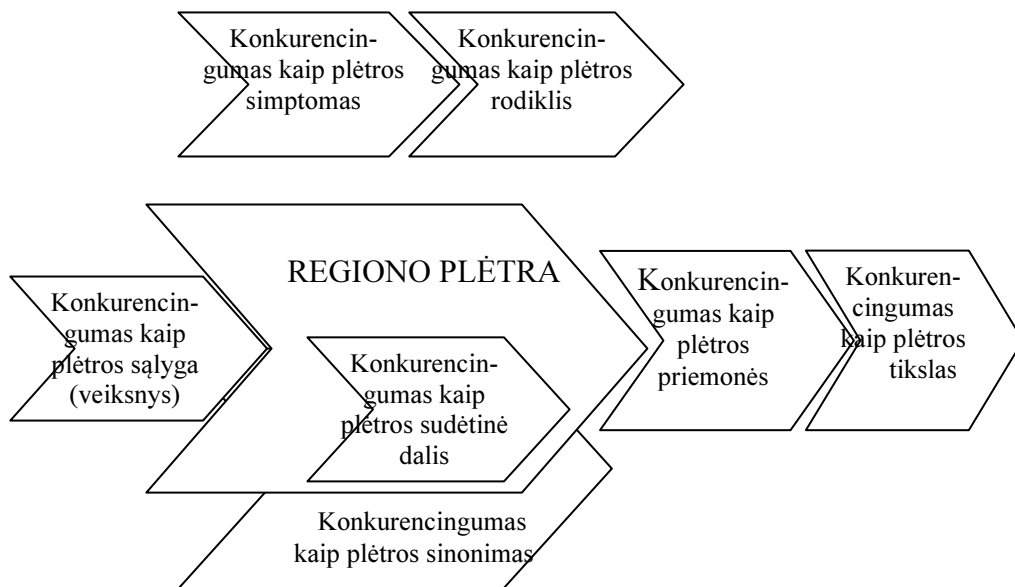 Konkurencin-
gumas kaip plėtros
simptomas
Konkurencin-
gumas kaip plėtros
rodiklis
REGIONO PLĖTRA
Konkurencin-
gumas kaip
plėtros sąlyga
(veiksnys)
Konkurencin-
gumas kaip
plėtros sudėtinė
dalis
Konkurencin-
gumas kaip
plėtros
priemonės
Konkuren-
cingumas
kaip plėtros
tikslas
Konkurencingumas
kaip plėtros sinonimas